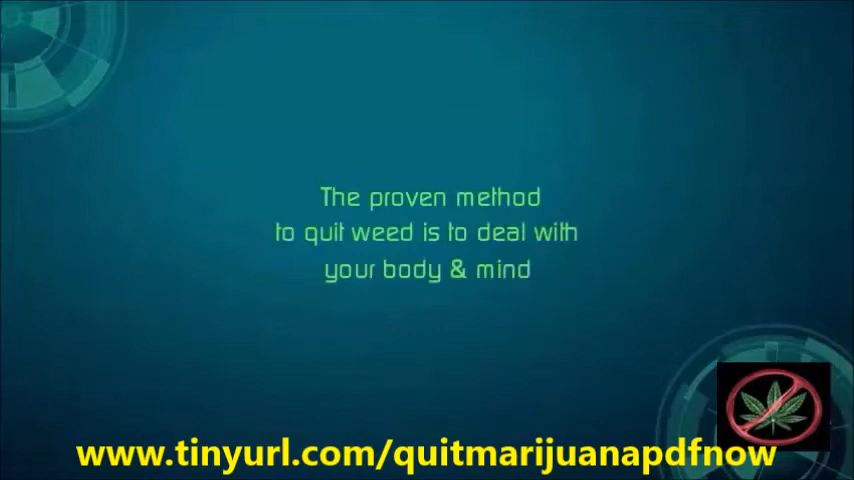 The proven method
to quit weed is to deal with
your body & mind
www.tinyurl.com/quitmarijuanapdfnow